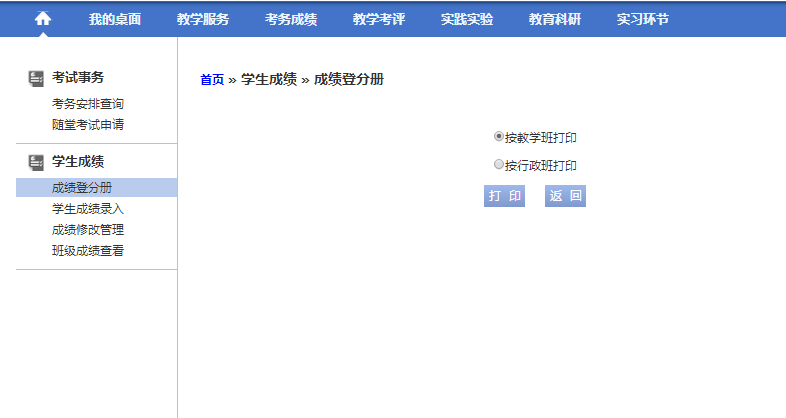 我的桌面 教学服务 考务成绩 教学考评 实践实验 教育科研 实习环节
考试事务
考务安排查询
随堂考试申请
学生成绩
成绩登分册
学生成绩录入
成绩修改管理
班级成绩查看
首页 » 学生成绩 » 成绩登分册
按教学班打印
按行政班打印
打 印 返 回